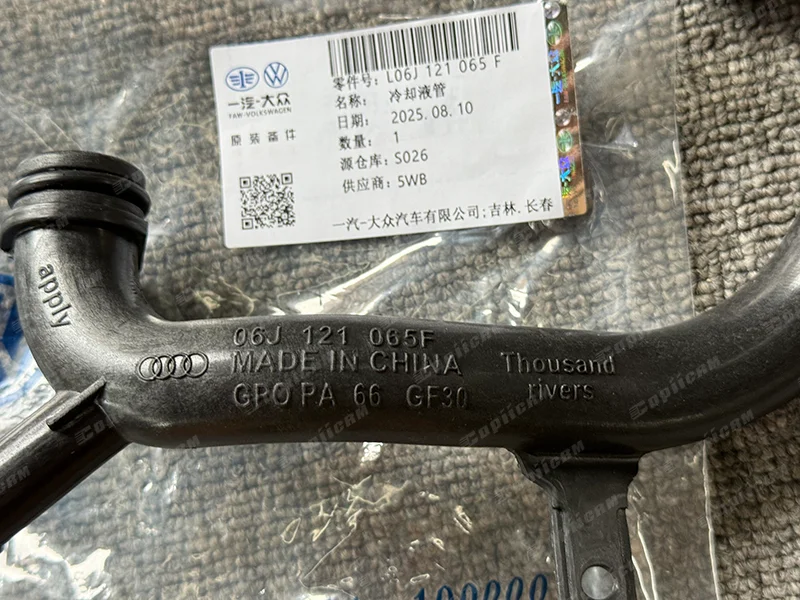 一汽-大众
FAW-VOLKSWAGEN
原装备件
零件号: L06J 121 065 F
名称: 冷却液管
日期: 2025.08.10
数量: 1
源仓库: S026
供应商: 5WB
一汽-大众汽车有限公司;吉林.长春
apply
06J 121 065F
MADE IN CHINA
GRO PA 66 GF30
Thousand
rivers
CapiiCAM